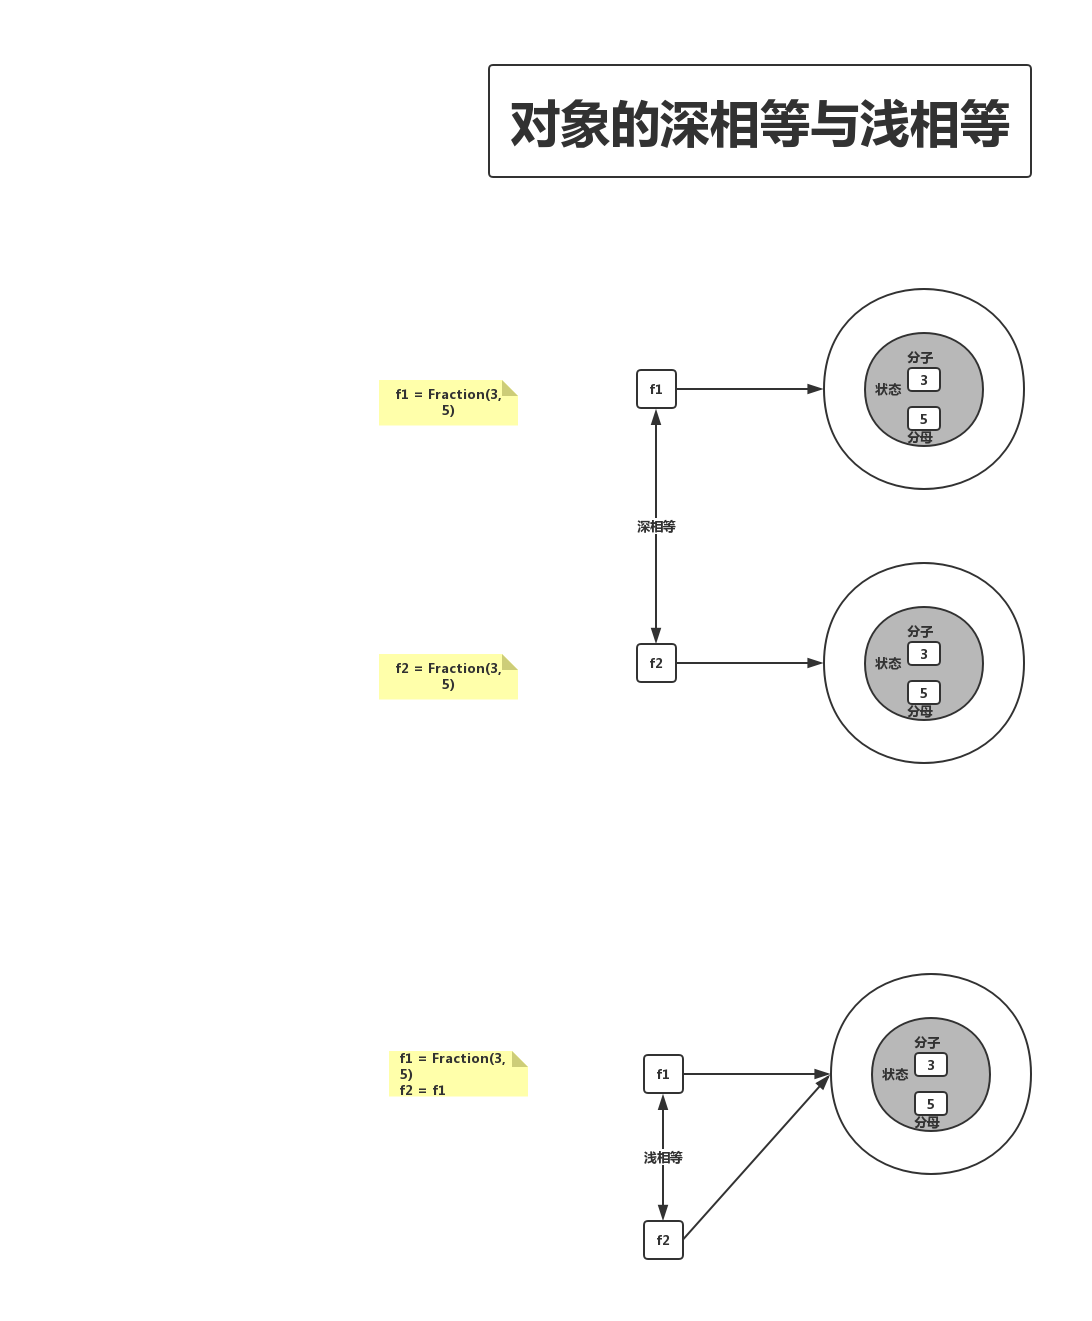 对象的深相等与浅相等
f1 = Fraction(3,
5)
f1
分子
3
状态
5
分母
深相等
f2 = Fraction(3,
5)
f2
分子
3
状态
5
分母
f1 = Fraction(3,
5)
f2 = f1
f1
分子
3
状态
5
分母
浅相等
f2